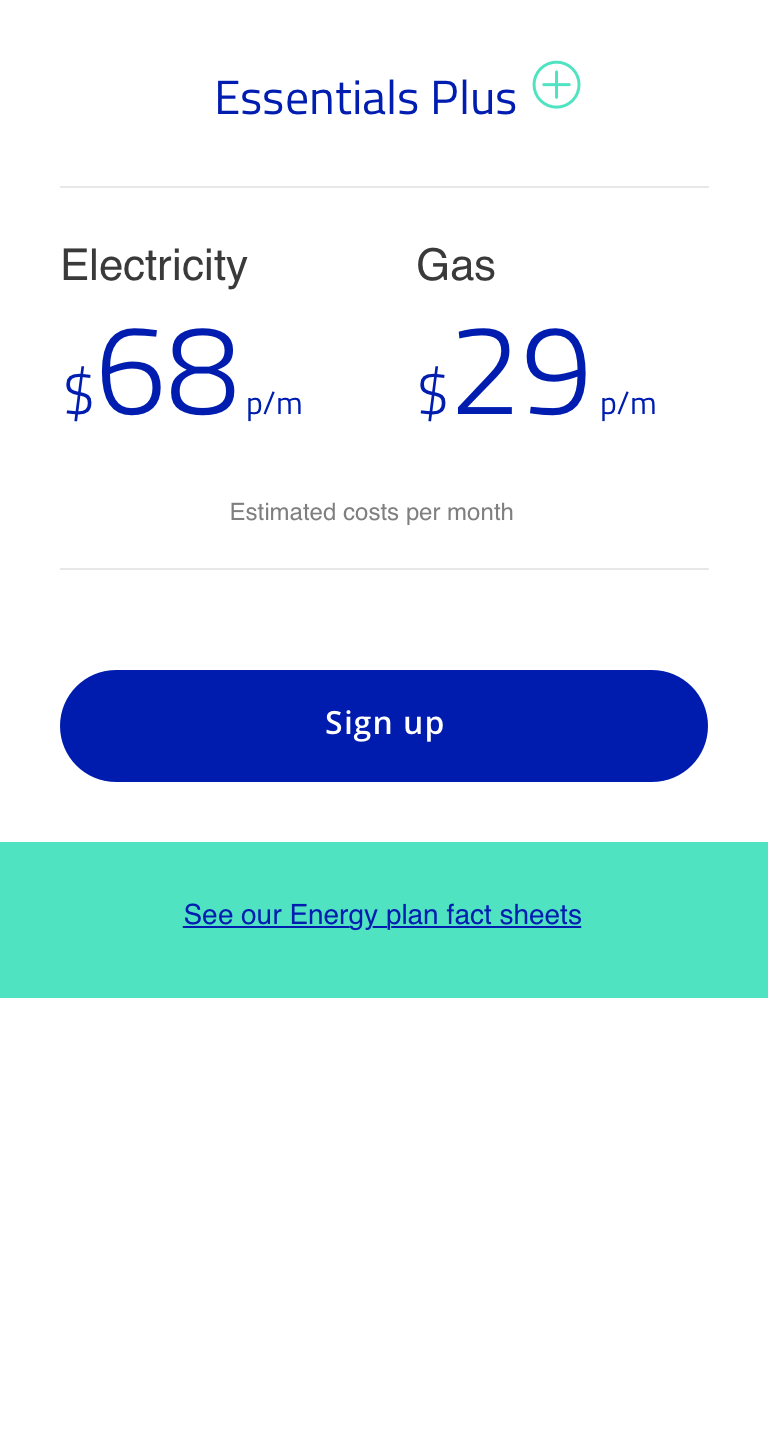 Essentials Plus
Electricity Gas
$68 p/m $29 p/m
Estimated costs per month
Sign up
See our Energy plan fact sheets